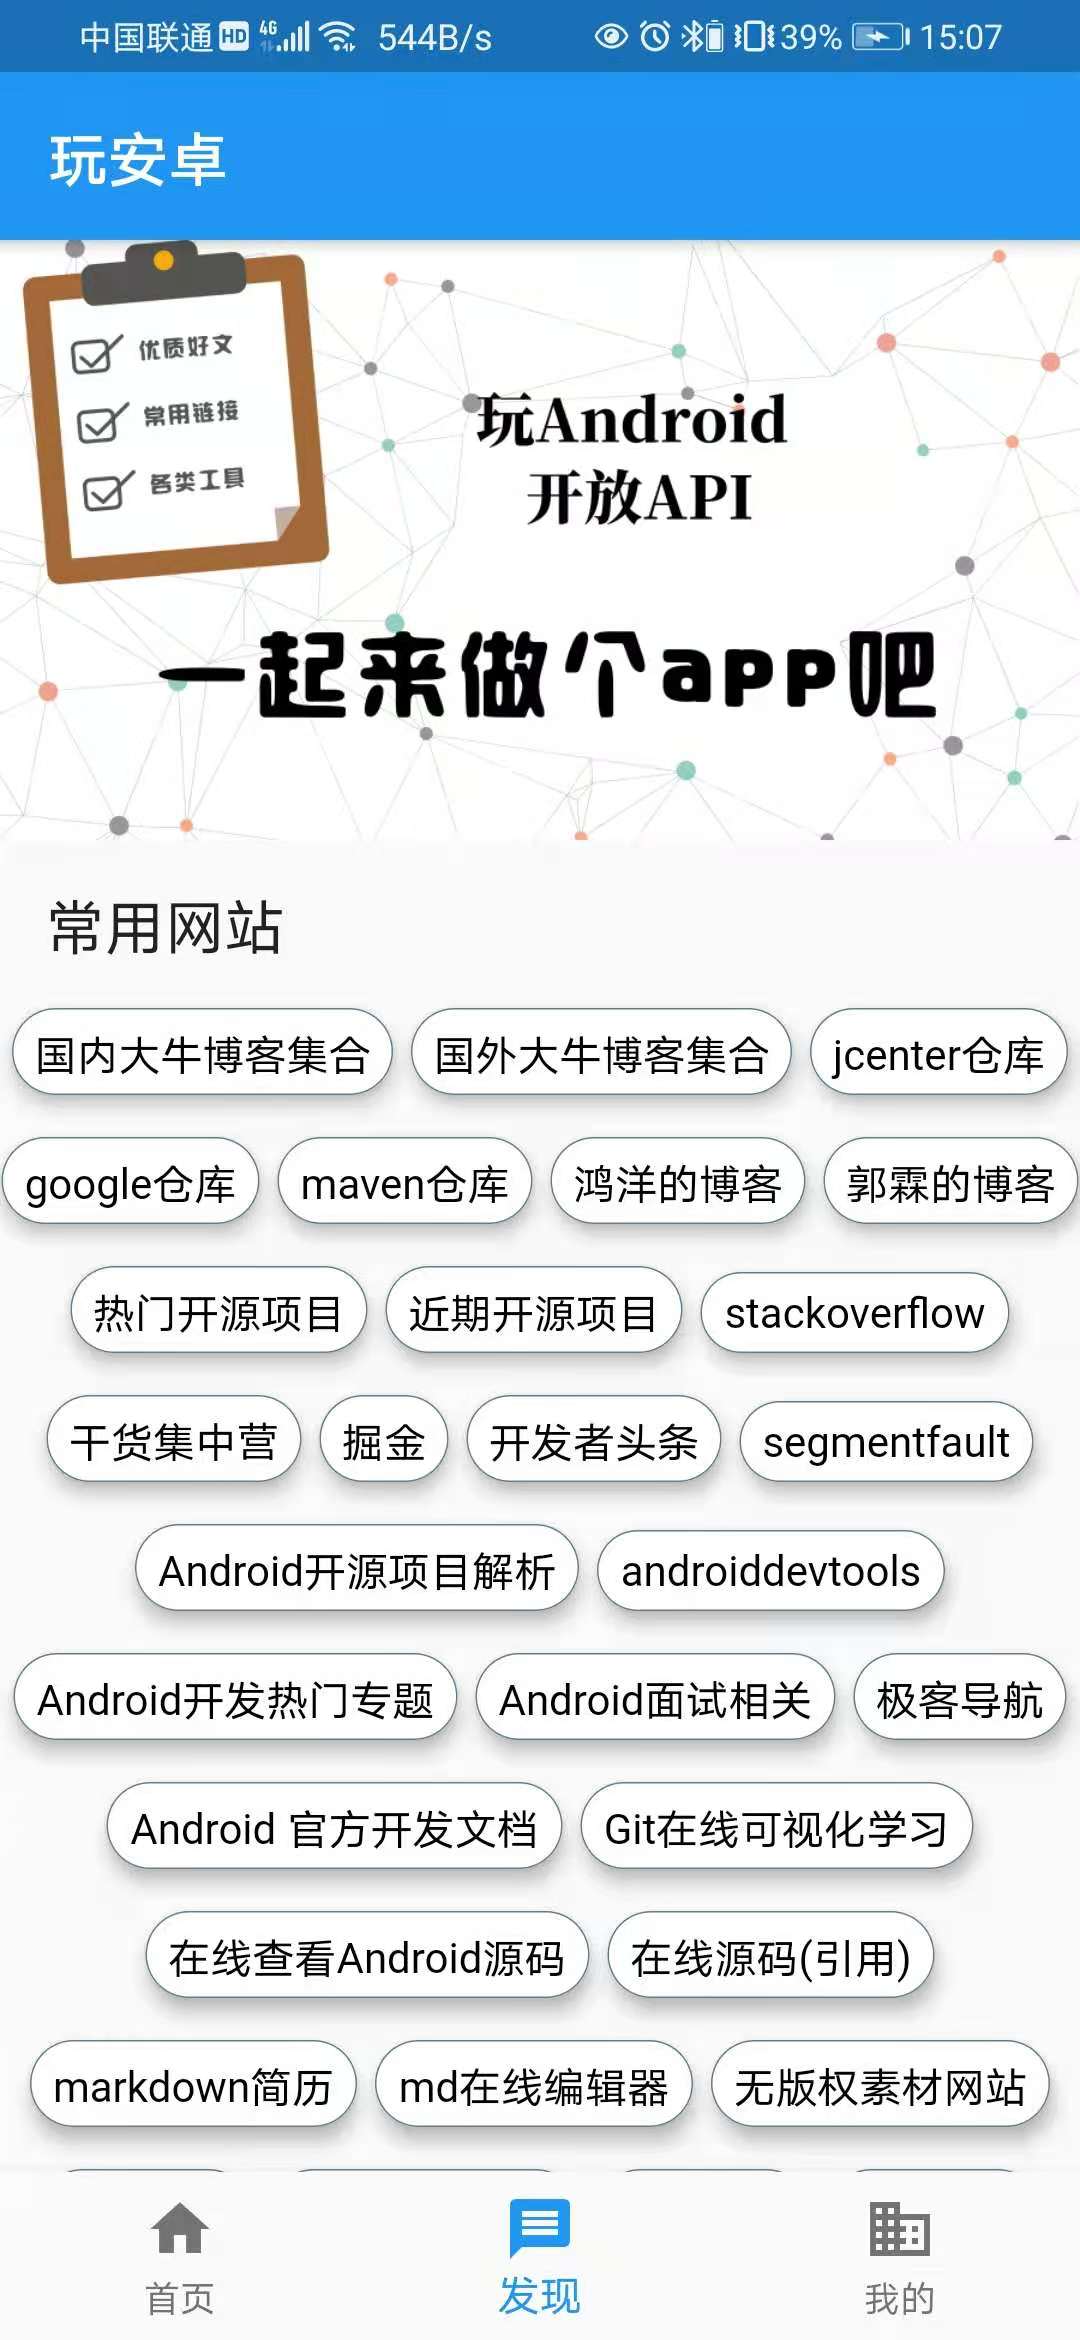 中国联通 HD 4G 544B/s 39% 15:07
玩安卓
优质好文
常用链接
各类工具
玩Android
开放API
一起来做个app吧
常用网站
国内大牛博客集合 国外大牛博客集合 jcenter仓库
google仓库 maven仓库 鸿洋的博客 郭霖的博客
热门开源项目 近期开源项目 stackoverflow
干货集中营 掘金 开发者头条 segmentfault
Android开源项目解析 androiddevtools
Android开发热门专题 Android面试相关 极客导航
Android 官方开发文档 Git在线可视化学习
在线查看Android源码 在线源码(引用)
markdown简历 md在线编辑器 无版权素材网站
首页 发现 我的